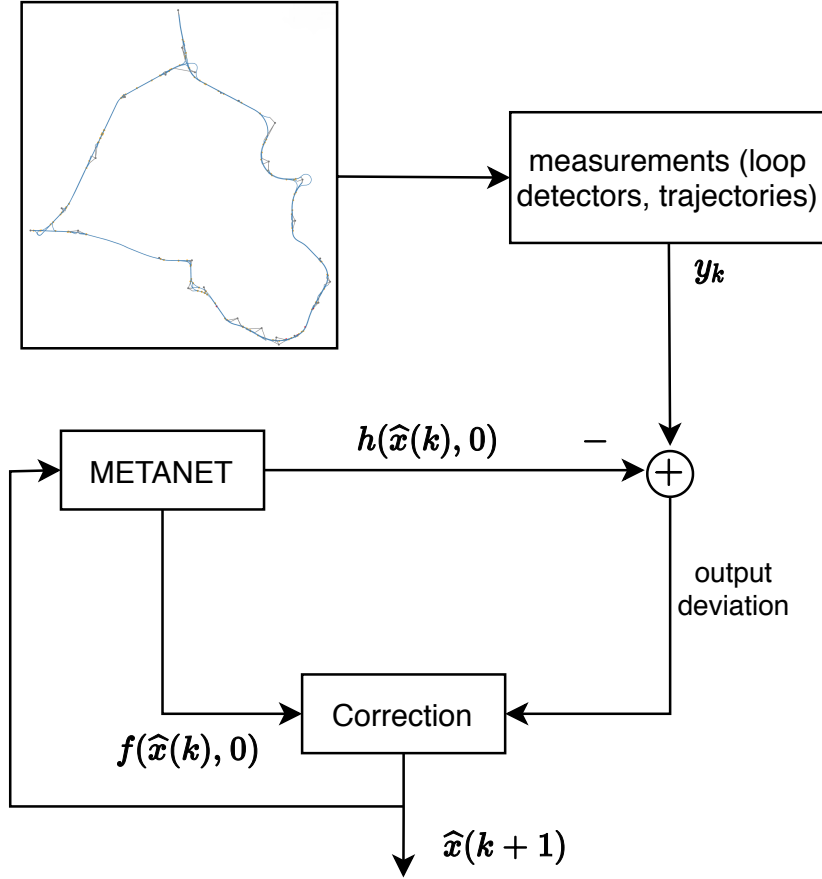 measurements (loop
detectors, trajectories)
y_k
h(x̂(k), 0)
−
METANET
+
output
deviation
Correction
f(x̂(k), 0)
x̂(k + 1)